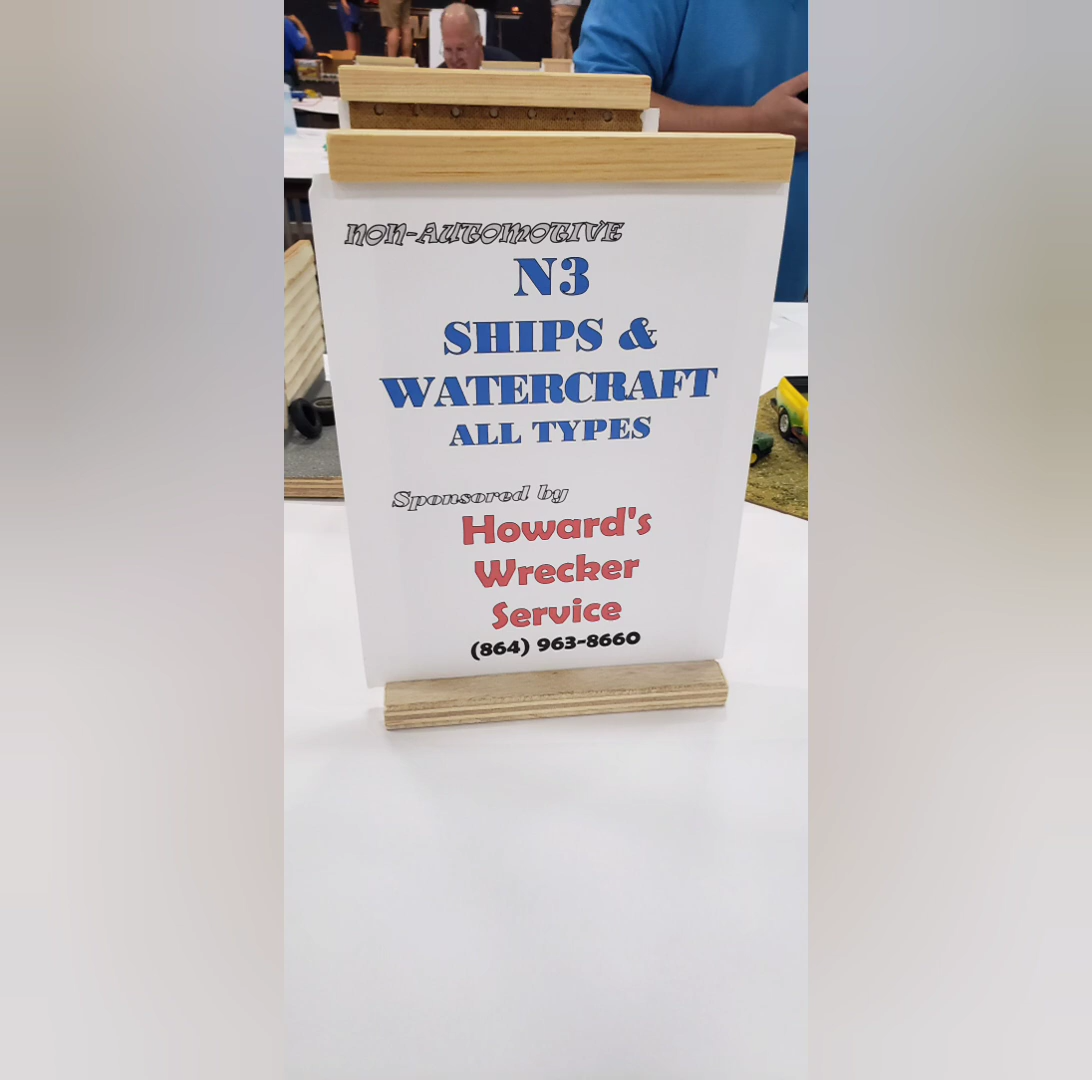 NON-AUTOMOTIVE
N3
SHIPS &
WATERCRAFT
ALL TYPES
Sponsored by
Howard's
Wrecker
Service
(864) 963-8660